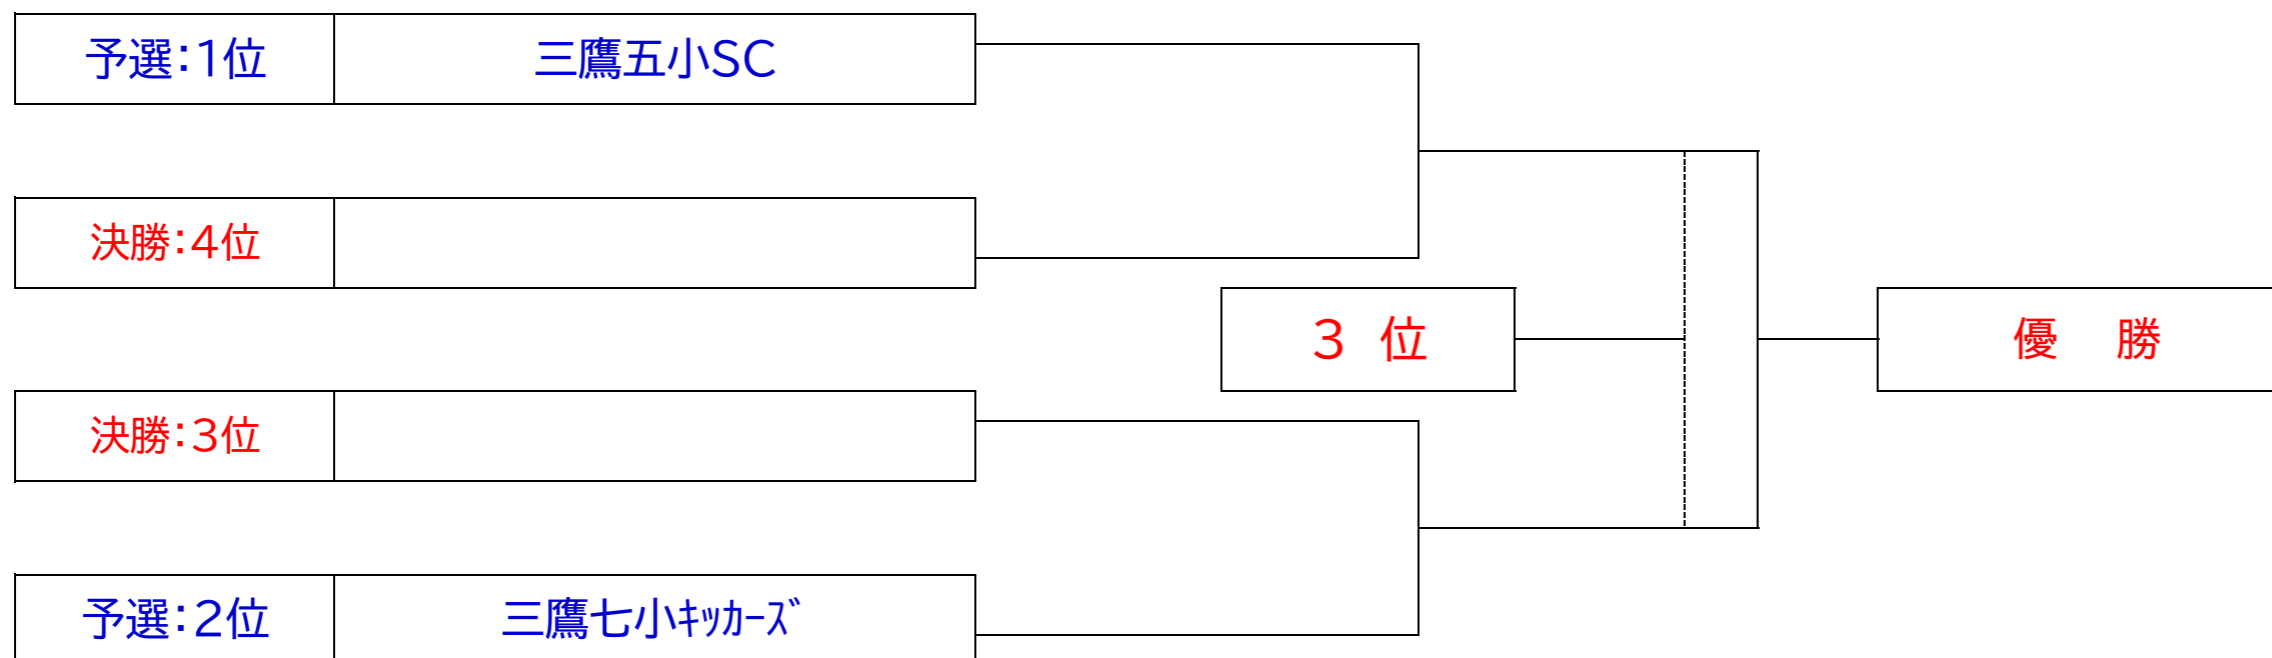 予選：1位 三鷹五小SC
決勝：4位
3 位
優 勝
決勝：3位
予選：2位 三鷹七小ｷｯｶｰｽﾞ